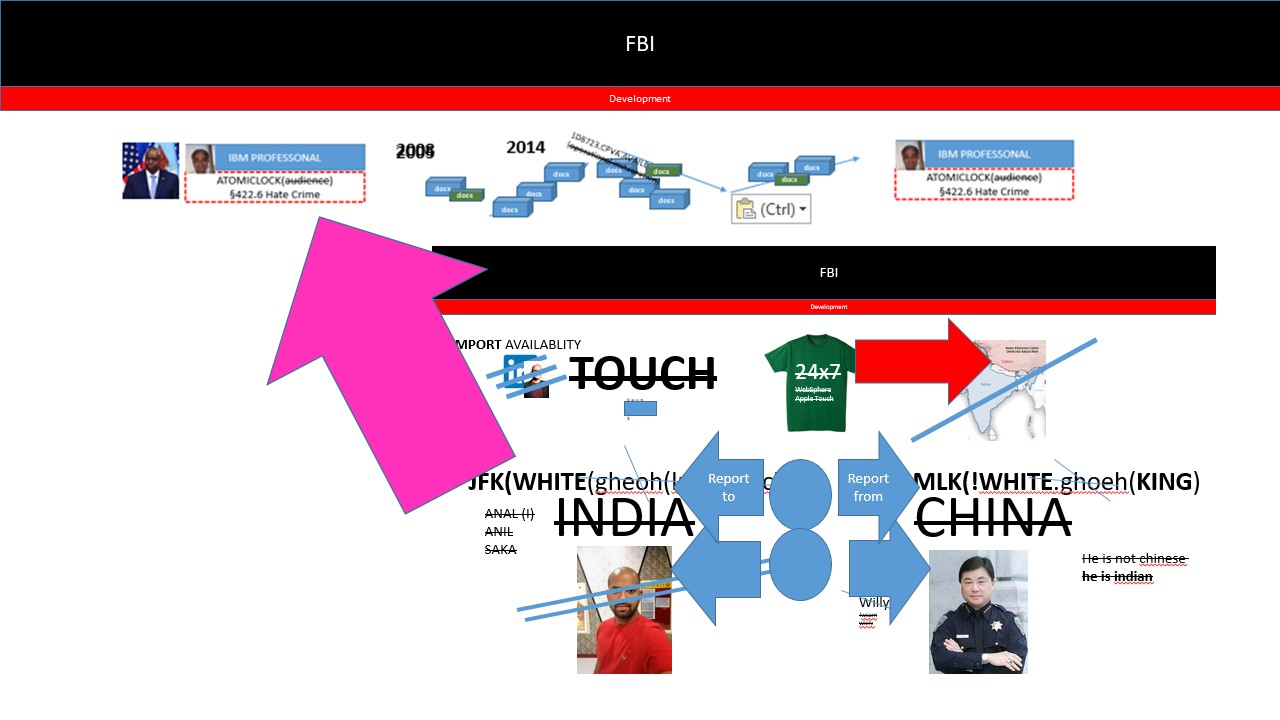 FBI
Development
IBM PROFESSONAL
ATOMICLOCK(audience)
§422.6 Hate Crime
2014
docs
docs
docs
docs
docs
docs
docs
docs
docs
docs
docs
docs
(Ctrl)
IBM PROFESSONAL
ATOMICLOCK(audience)
§422.6 Hate Crime
FBI
Development
MPORT AVAILABLITY
in
TOUCH
24x7
WebSphere
Apple Touch
JFK(WHITE(gheoh(
Report
to
Report
from
MLK(!WHITE.ghoeh(KING)
ANAL (I)
ANIL
SAKA
INDIA
CHINA
He is not chinese
he is indian
Willy